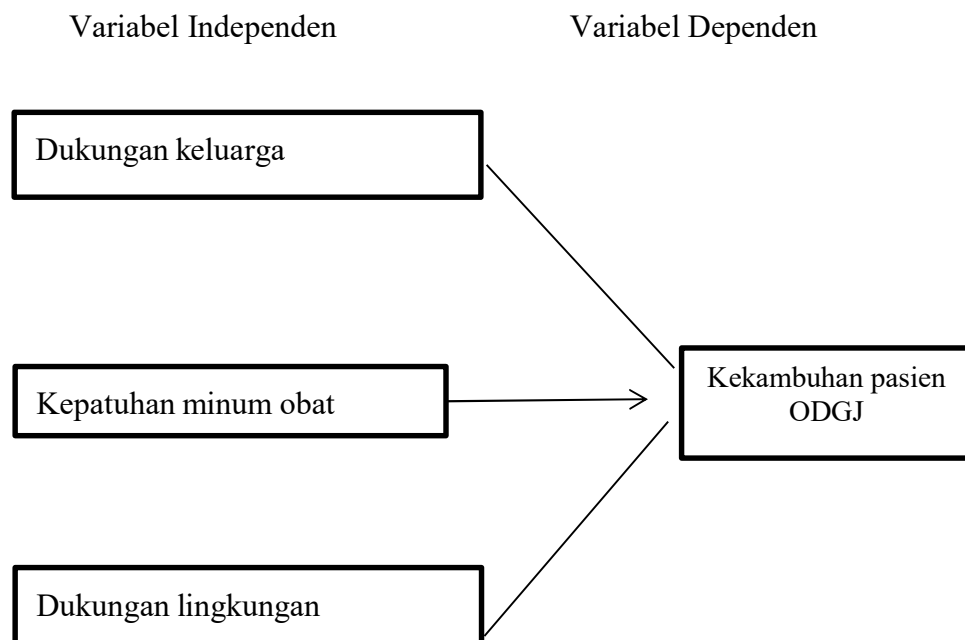 Variabel Independen
Variabel Dependen
Dukungan keluarga
Kepatuhan minum obat
Kekambuhan pasien
ODGJ
Dukungan lingkungan